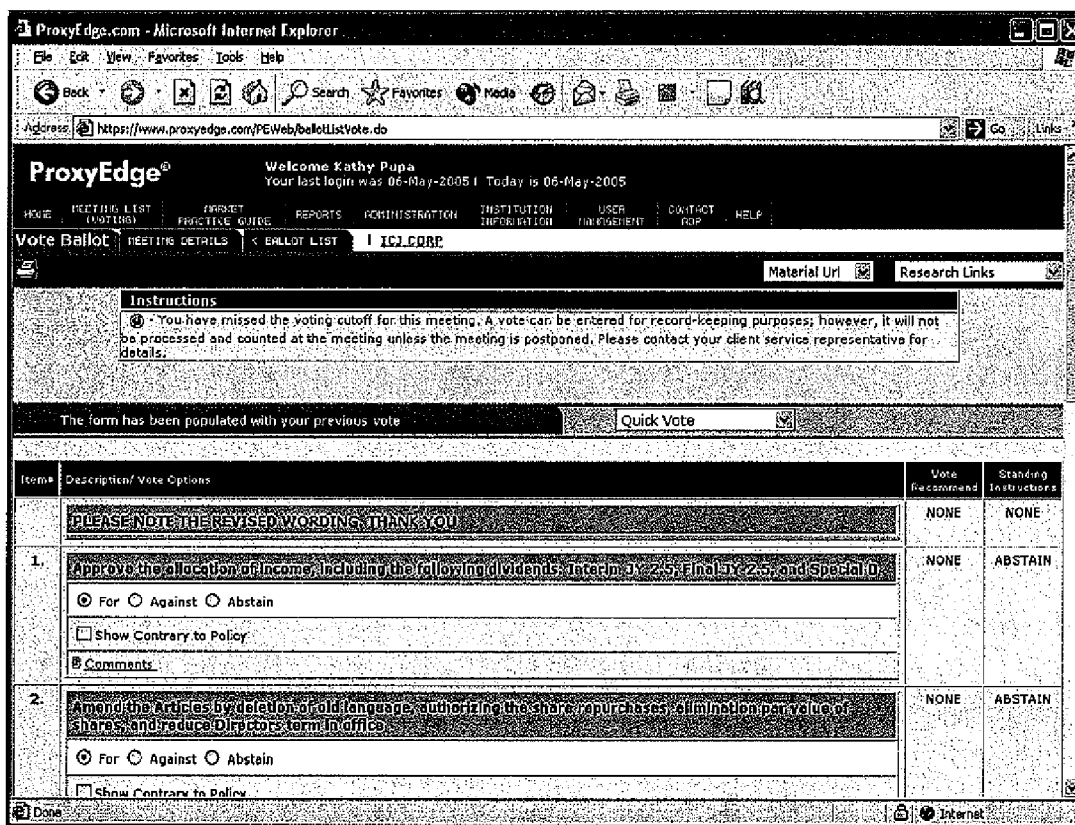 ProxyEdge.com - Microsoft Internet Explorer
File Edit View Favorites Tools Help
Back Search Favorites Media
Address https://www.proxyedge.com/PEWeb/ballotListVote.do Go Links
ProxyEdge®
Welcome Kathy Pupa
Your last login was 06-May-2005 | Today is 06-May-2005
HOME MEETING LIST (VOTING) MARKET PRACTICE GUIDE REPORTS ADMINISTRATION INSTITUTION INFORMATION USER MANAGEMENT CONTACT ADP HELP
Vote Ballot MEETING DETAILS < BALLOT LIST | ICJ CORP
Material Url Research Links
Instructions
- You have missed the voting cutoff for this meeting. A vote can be entered for record-keeping purposes; however, it will not
be processed and counted at the meeting unless the meeting is postponed. Please contact your client service representative for
details.
The form has been populated with your previous vote Quick Vote
Item# Description/ Vote Options Vote Recommend Standing Instructions
PLEASE NOTE THE REVISED WORDING, THANK YOU NONE NONE
1. Approve the allocation of income, including the following dividends: Interim JY 2.5, Final JY 2.5, and Special D. NONE ABSTAIN
For Against Abstain
Show Contrary to Policy
Comments
2. Amend the Articles by deletion of old language, authorizing the share repurchases, elimination par value of NONE ABSTAIN
shares, and reduce Directors term in office
For Against Abstain
Show Contrary to Policy
Done Internet